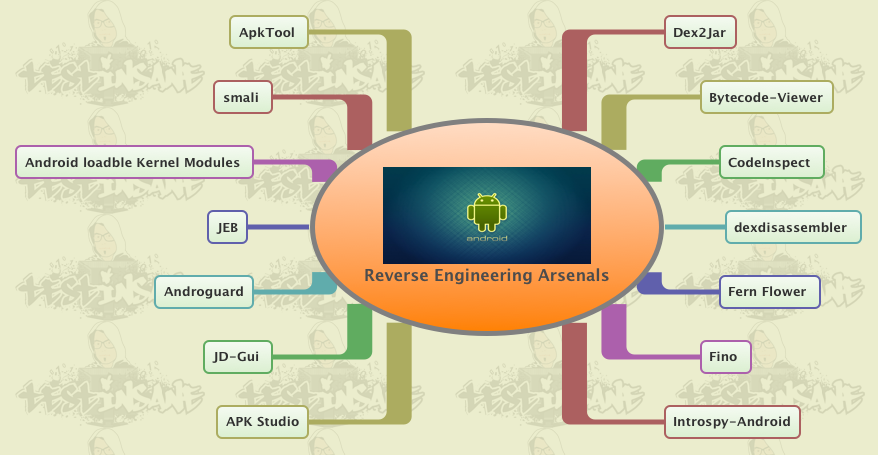 ApkTool
smali
Android loadble Kernel Modules
JEB
Androguard
JD-Gui
APK Studio
android
Reverse Engineering Arsenals
Dex2Jar
Bytecode-Viewer
CodeInspect
dexdisassembler
Fern Flower
Fino
Introspy-Android